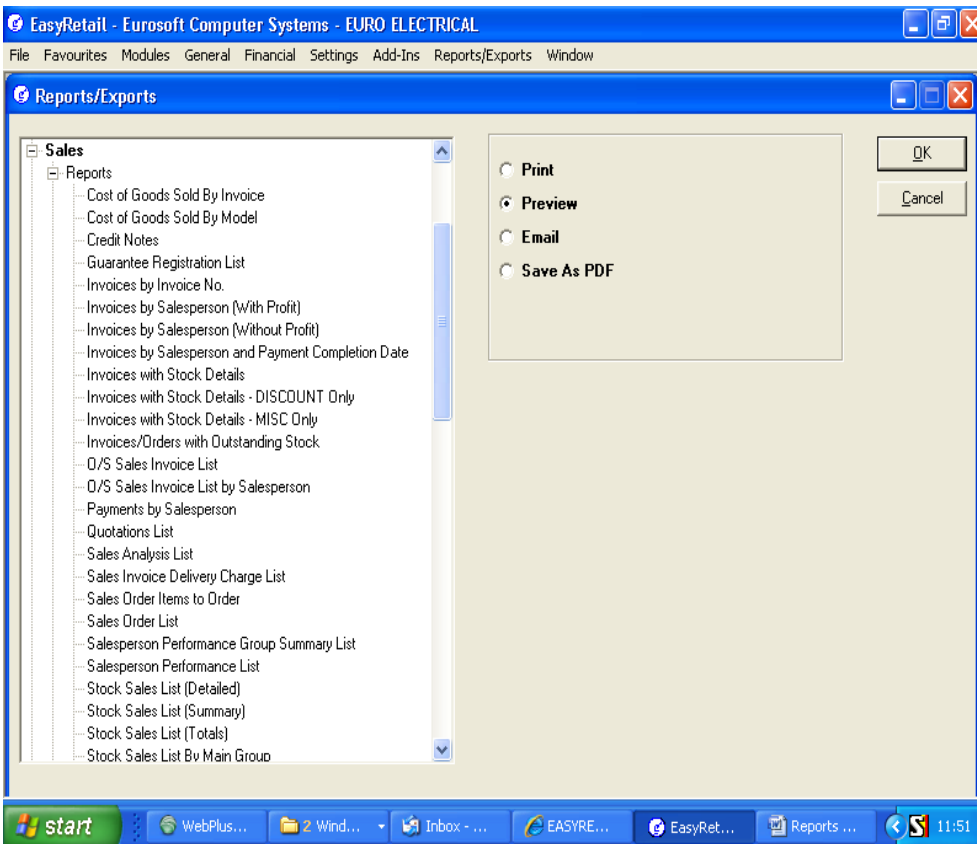 EasyRetail - Eurosoft Computer Systems - EURO ELECTRICAL
File Favourites Modules General Financial Settings Add-Ins Reports/Exports Window
Reports/Exports
Sales
Reports
Cost of Goods Sold By Invoice
Cost of Goods Sold By Model
Credit Notes
Guarantee Registration List
Invoices by Invoice No.
Invoices by Salesperson (With Profit)
Invoices by Salesperson (Without Profit)
Invoices by Salesperson and Payment Completion Date
Invoices with Stock Details
Invoices with Stock Details - DISCOUNT Only
Invoices with Stock Details - MISC Only
Invoices/Orders with Outstanding Stock
O/S Sales Invoice List
O/S Sales Invoice List by Salesperson
Payments by Salesperson
Quotations List
Sales Analysis List
Sales Invoice Delivery Charge List
Sales Order Items to Order
Sales Order List
Salesperson Performance Group Summary List
Salesperson Performance List
Stock Sales List (Detailed)
Stock Sales List (Summary)
Stock Sales List (Totals)
Stock Sales List By Main Group
Print
Preview
Email
Save As PDF
OK
Cancel
start WebPlus... 2 Wind... Inbox - ... EASYRE... EasyRet... Reports ... S 11:51